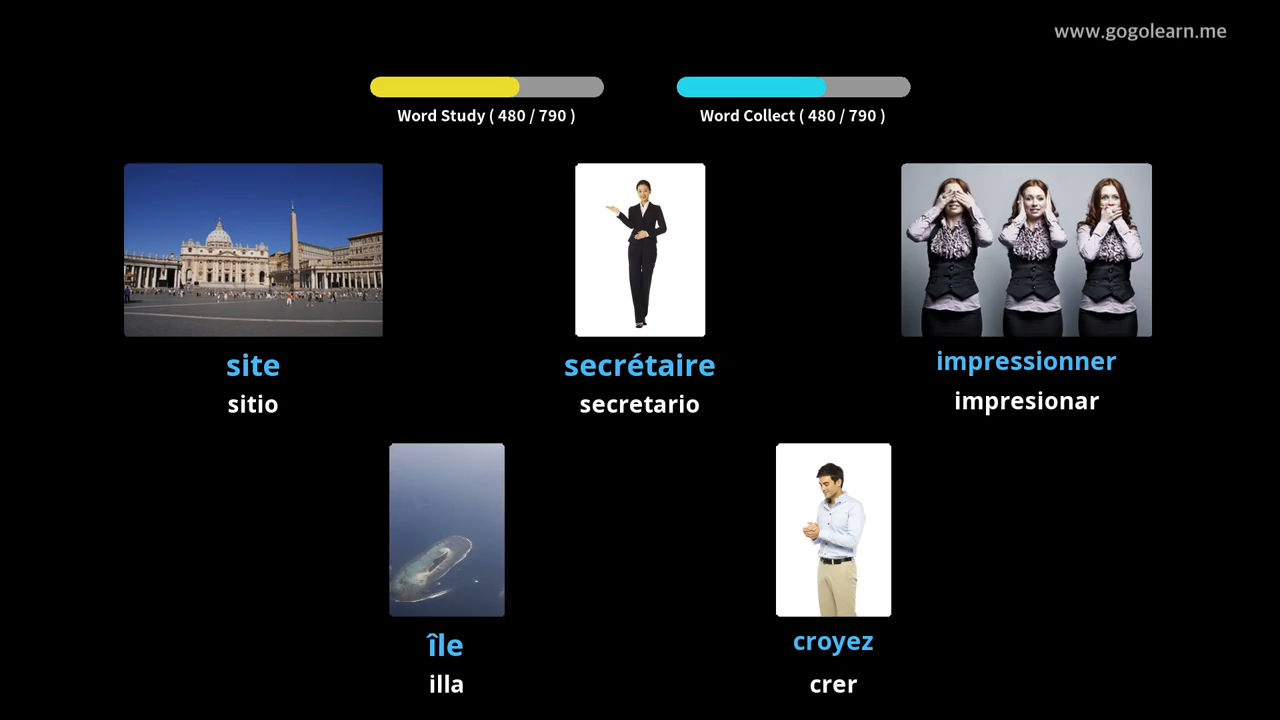 www.gogolearn.me
Word Study ( 480 / 790 )
Word Collect ( 480 / 790 )
site
secrétaire
impressionner
sitio
secretario
impresionar
île
croyez
illa
crer